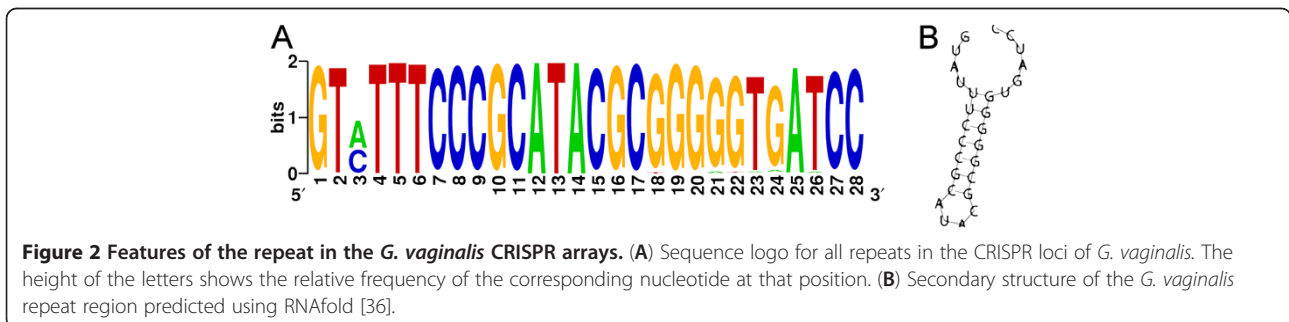 A
B
2
bits
1
0
GTATTTCCCGCATACGCGGGGGTGATCC
C
1 2 3 4 5 6 7 8 9 10 11 12 13 14 15 16 17 18 19 20 21 22 23 24 25 26 27 28
5′ 3′
Figure 2 Features of the repeat in the G. vaginalis CRISPR arrays. (A) Sequence logo for all repeats in the CRISPR loci of G. vaginalis. The
height of the letters shows the relative frequency of the corresponding nucleotide at that position. (B) Secondary structure of the G. vaginalis
repeat region predicted using RNAfold [36].